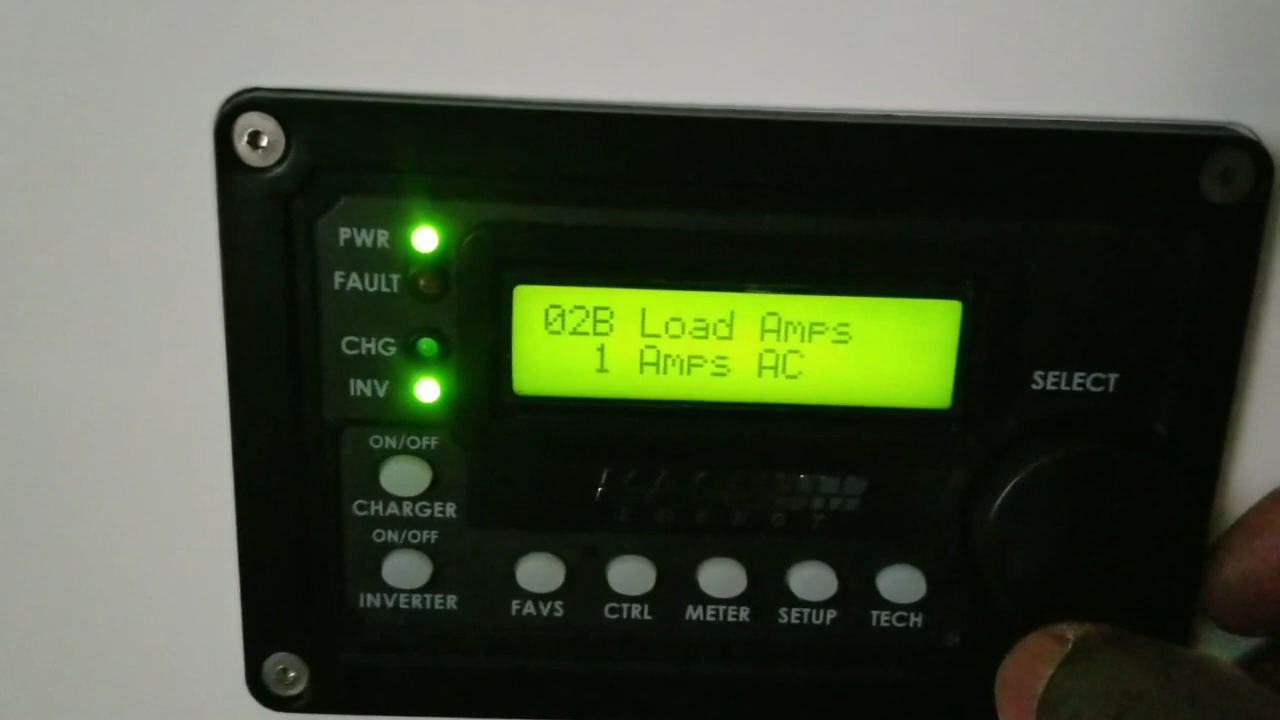 PWR
FAULT
CHG
INV
02B Load Amps
1 Amps AC
SELECT
ON/OFF
CHARGER
ON/OFF
INVERTER
FAVS
CTRL
METER
SETUP
TECH